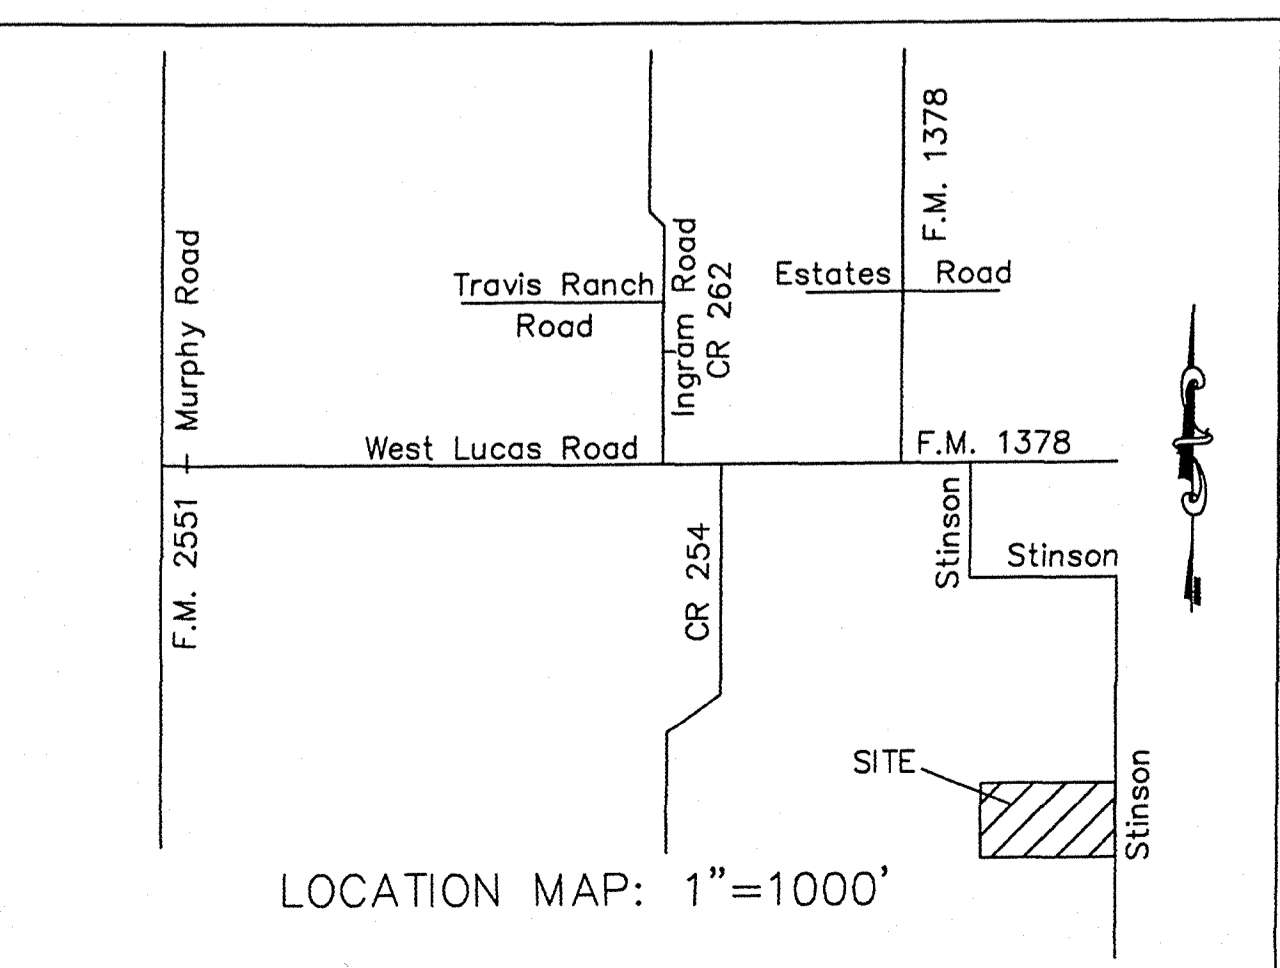 F.M. 1378
Murphy Road
Ingram Road
CR 262
Estates Road
Travis Ranch
Road
West Lucas Road
F.M. 1378
F.M. 2551
CR 254
Stinson
Stinson
SITE
Stinson
LOCATION MAP: 1"=1000'